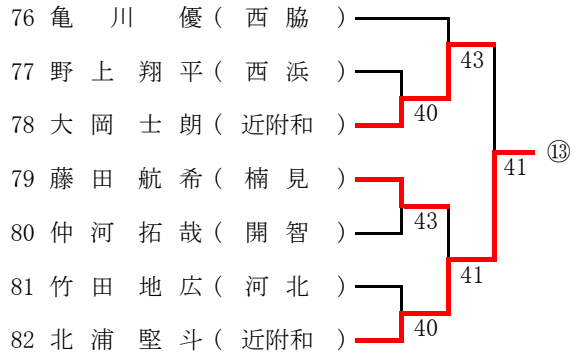 76 亀川優(西脇)
43
77 野上翔平(西浜)
40
78 大岡士朗(近附和)
41 ⑬
79 藤田航希(楠見)
43
80 仲河拓哉(開智)
41
81 竹田地広(河北)
40
82 北浦堅斗(近附和)